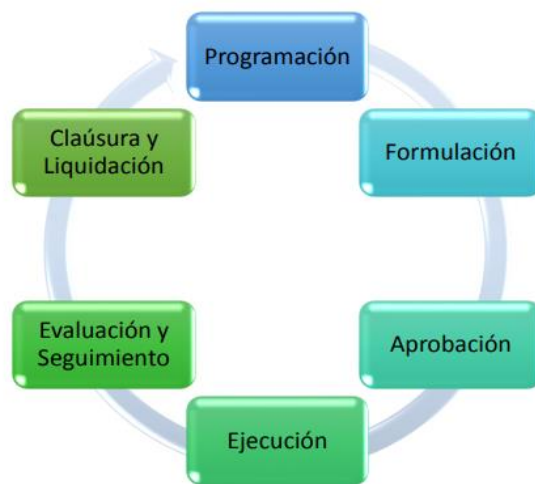 Programación
Formulación
Aprobación
Ejecución
Evaluación y
Seguimiento
Claúsura y
Liquidación